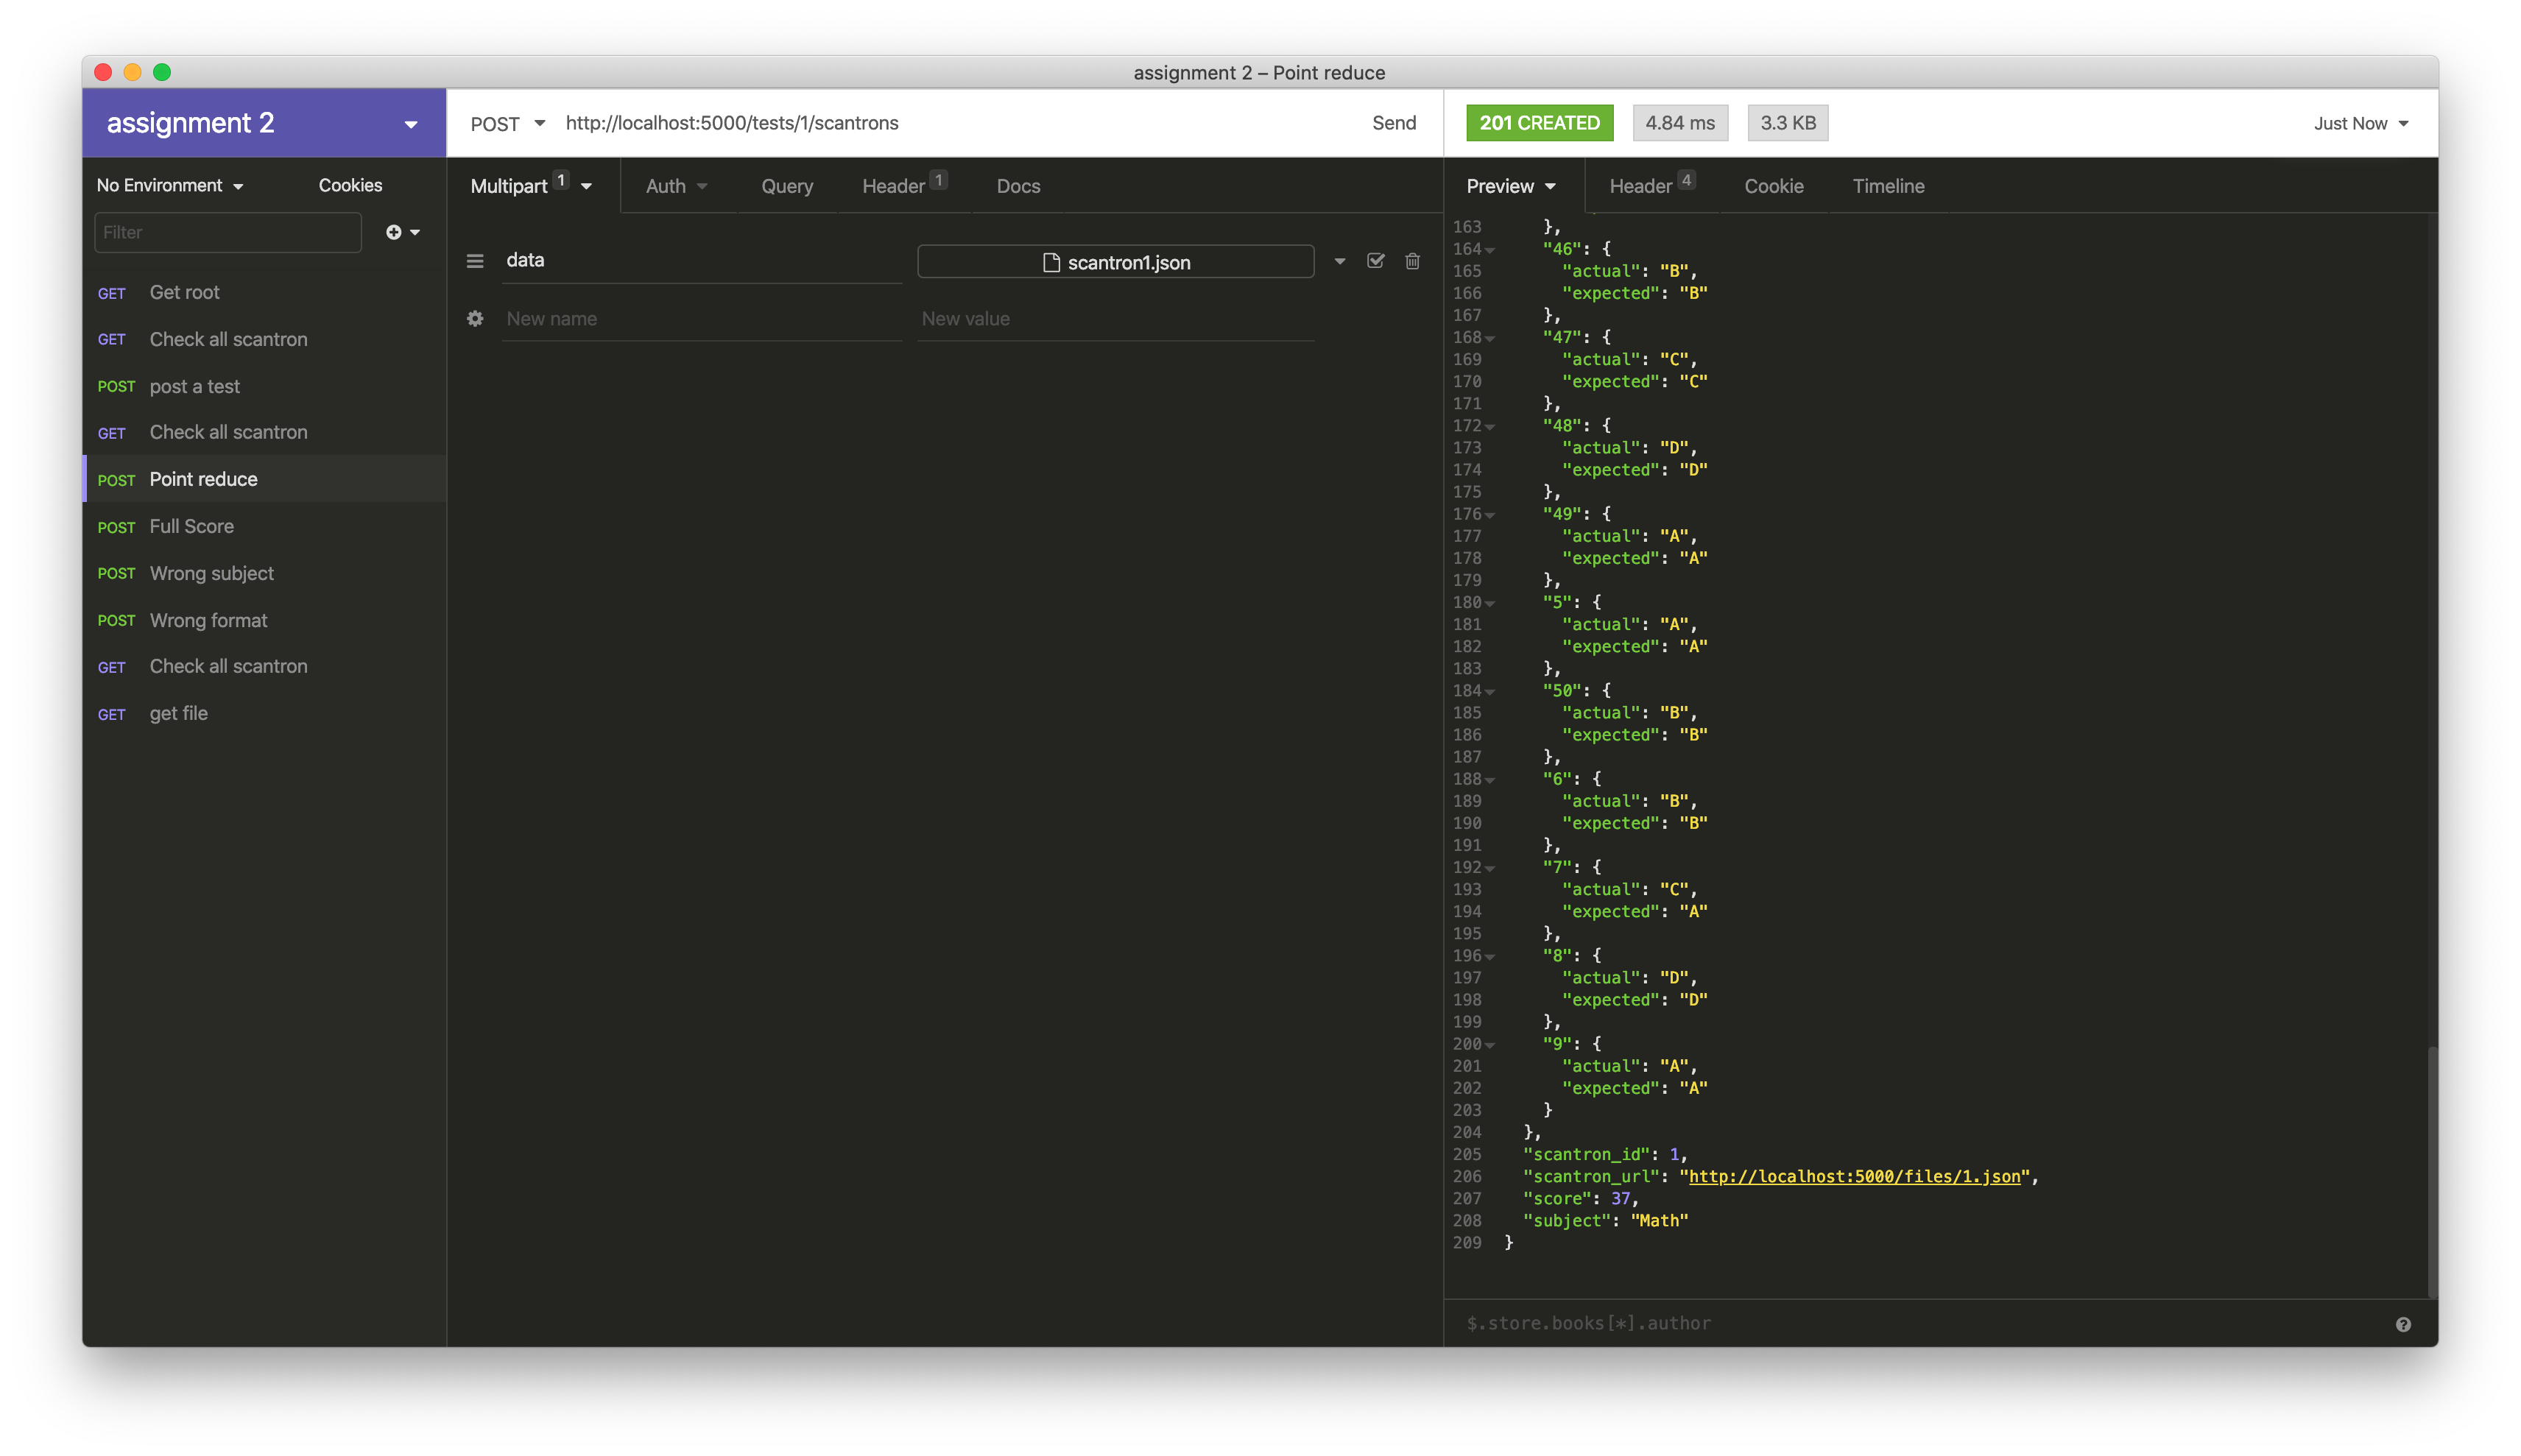 assignment 2 – Point reduce
assignment 2
POST http://localhost:5000/tests/1/scantrons Send
201 CREATED 4.84 ms 3.3 KB Just Now
No Environment Cookies
Filter
GET Get root
GET Check all scantron
POST post a test
GET Check all scantron
POST Point reduce
POST Full Score
POST Wrong subject
POST Wrong format
GET Check all scantron
GET get file
Multipart 1 Auth Query Header 1 Docs
data scantron1.json
New name New value
Preview Header 4 Cookie Timeline
163 },
164 "46": {
165 "actual": "B",
166 "expected": "B"
167 },
168 "47": {
169 "actual": "C",
170 "expected": "C"
171 },
172 "48": {
173 "actual": "D",
174 "expected": "D"
175 },
176 "49": {
177 "actual": "A",
178 "expected": "A"
179 },
180 "5": {
181 "actual": "A",
182 "expected": "A"
183 },
184 "50": {
185 "actual": "B",
186 "expected": "B"
187 },
188 "6": {
189 "actual": "B",
190 "expected": "B"
191 },
192 "7": {
193 "actual": "C",
194 "expected": "A"
195 },
196 "8": {
197 "actual": "D",
198 "expected": "D"
199 },
200 "9": {
201 "actual": "A",
202 "expected": "A"
203 }
204 },
205 "scantron_id": 1,
206 "scantron_url": "http://localhost:5000/files/1.json",
207 "score": 37,
208 "subject": "Math"
209 }
$.store.books[*].author